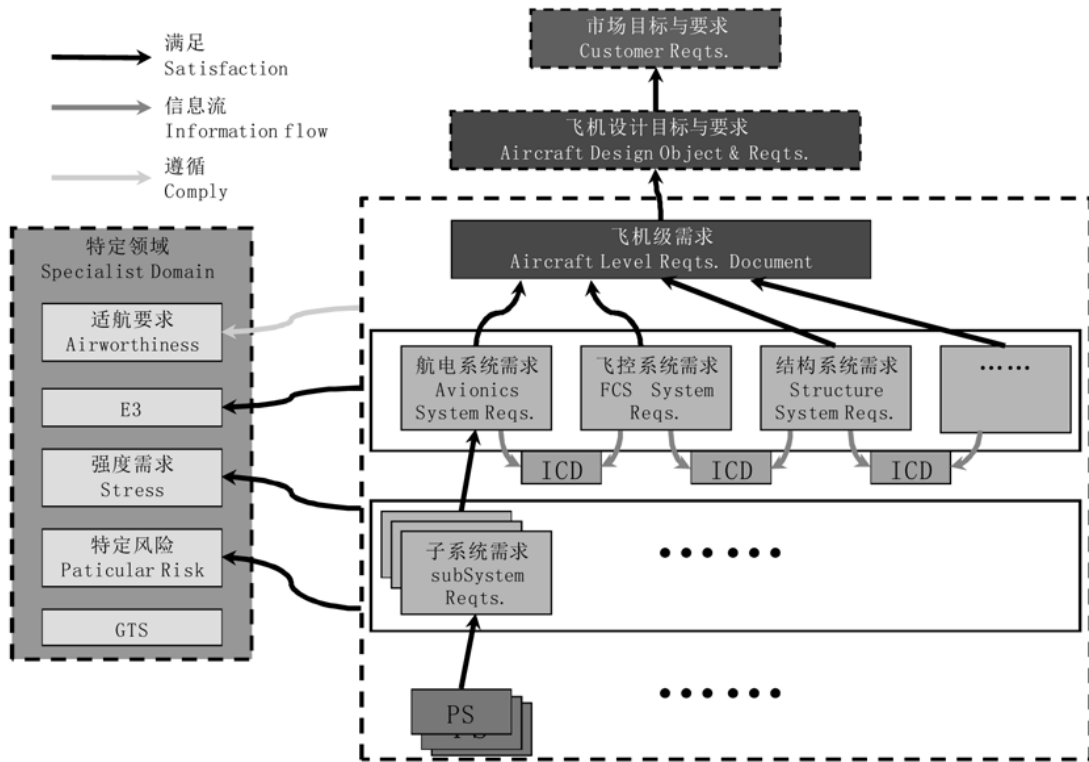 满足
Satisfaction
信息流
Information flow
遵循
Comply
市场目标与要求
Customer Reqts.
飞机设计目标与要求
Aircraft Design Object & Reqts.
飞机级需求
Aircraft Level Reqts. Document
特定领域
Specialist Domain
适航要求
Airworthiness
E3
强度需求
Stress
特定风险
Paticular Risk
GTS
航电系统需求
Avionics
System Reqs.
飞控系统需求
FCS System
Reqs.
结构系统需求
Structure
System Reqs.
……
ICD
ICD
ICD
子系统需求
subSystem
Reqts.
••••••
PS
PS
••••••